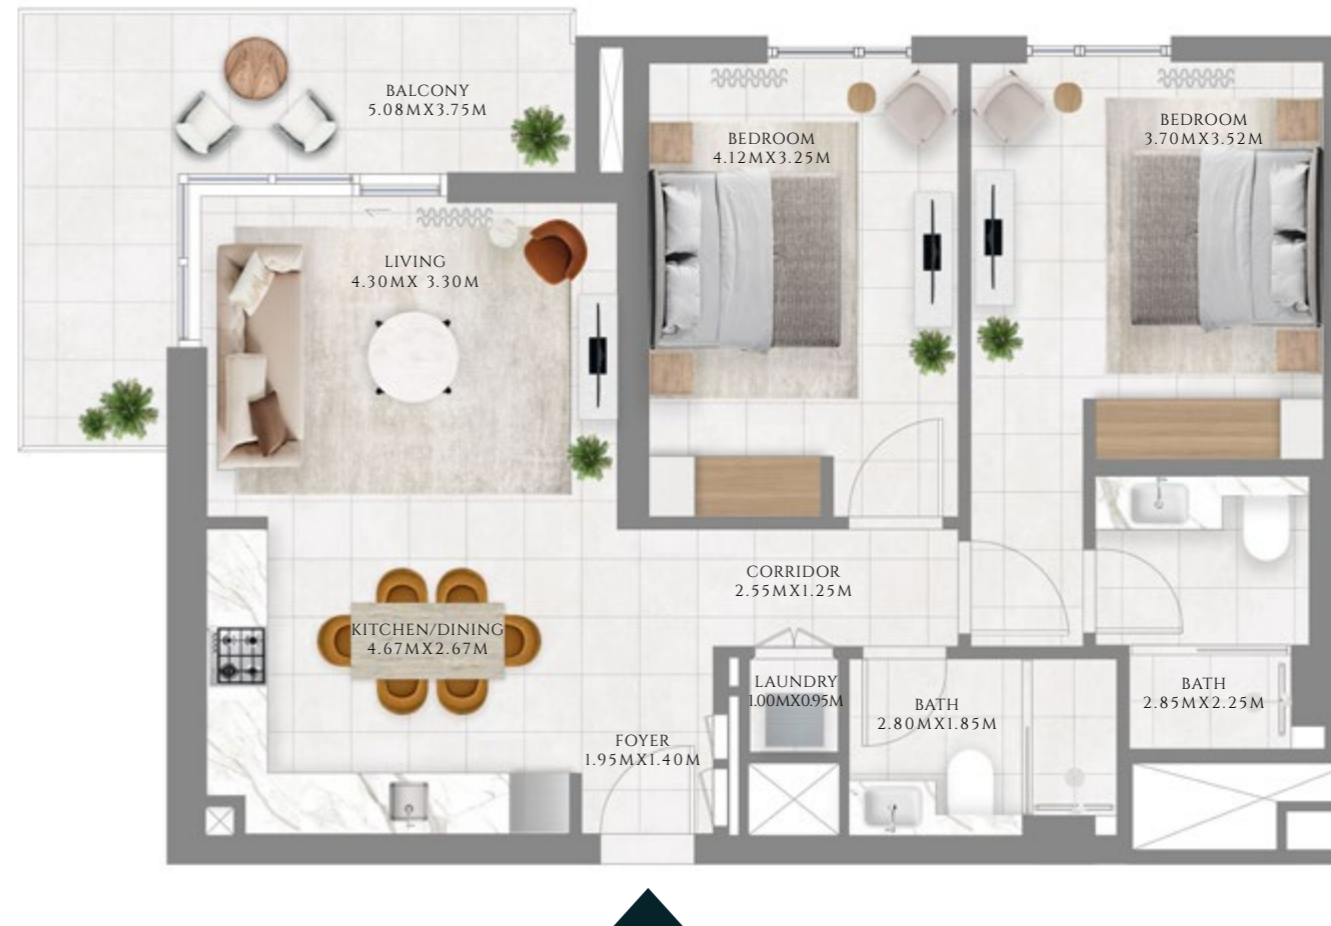 BALCONY
5.08MX3.75M
BEDROOM
4.12MX3.25M
BEDROOM
3.70MX3.52M
LIVING
4.30MX 3.30M
CORRIDOR
2.55MX1.25M
KITCHEN/DINING
4.67MX2.67M
LAUNDRY
1.00MX0.95M
BATH
2.80MX1.85M
BATH
2.85MX2.25M
FOYER
1.95MX1.40M